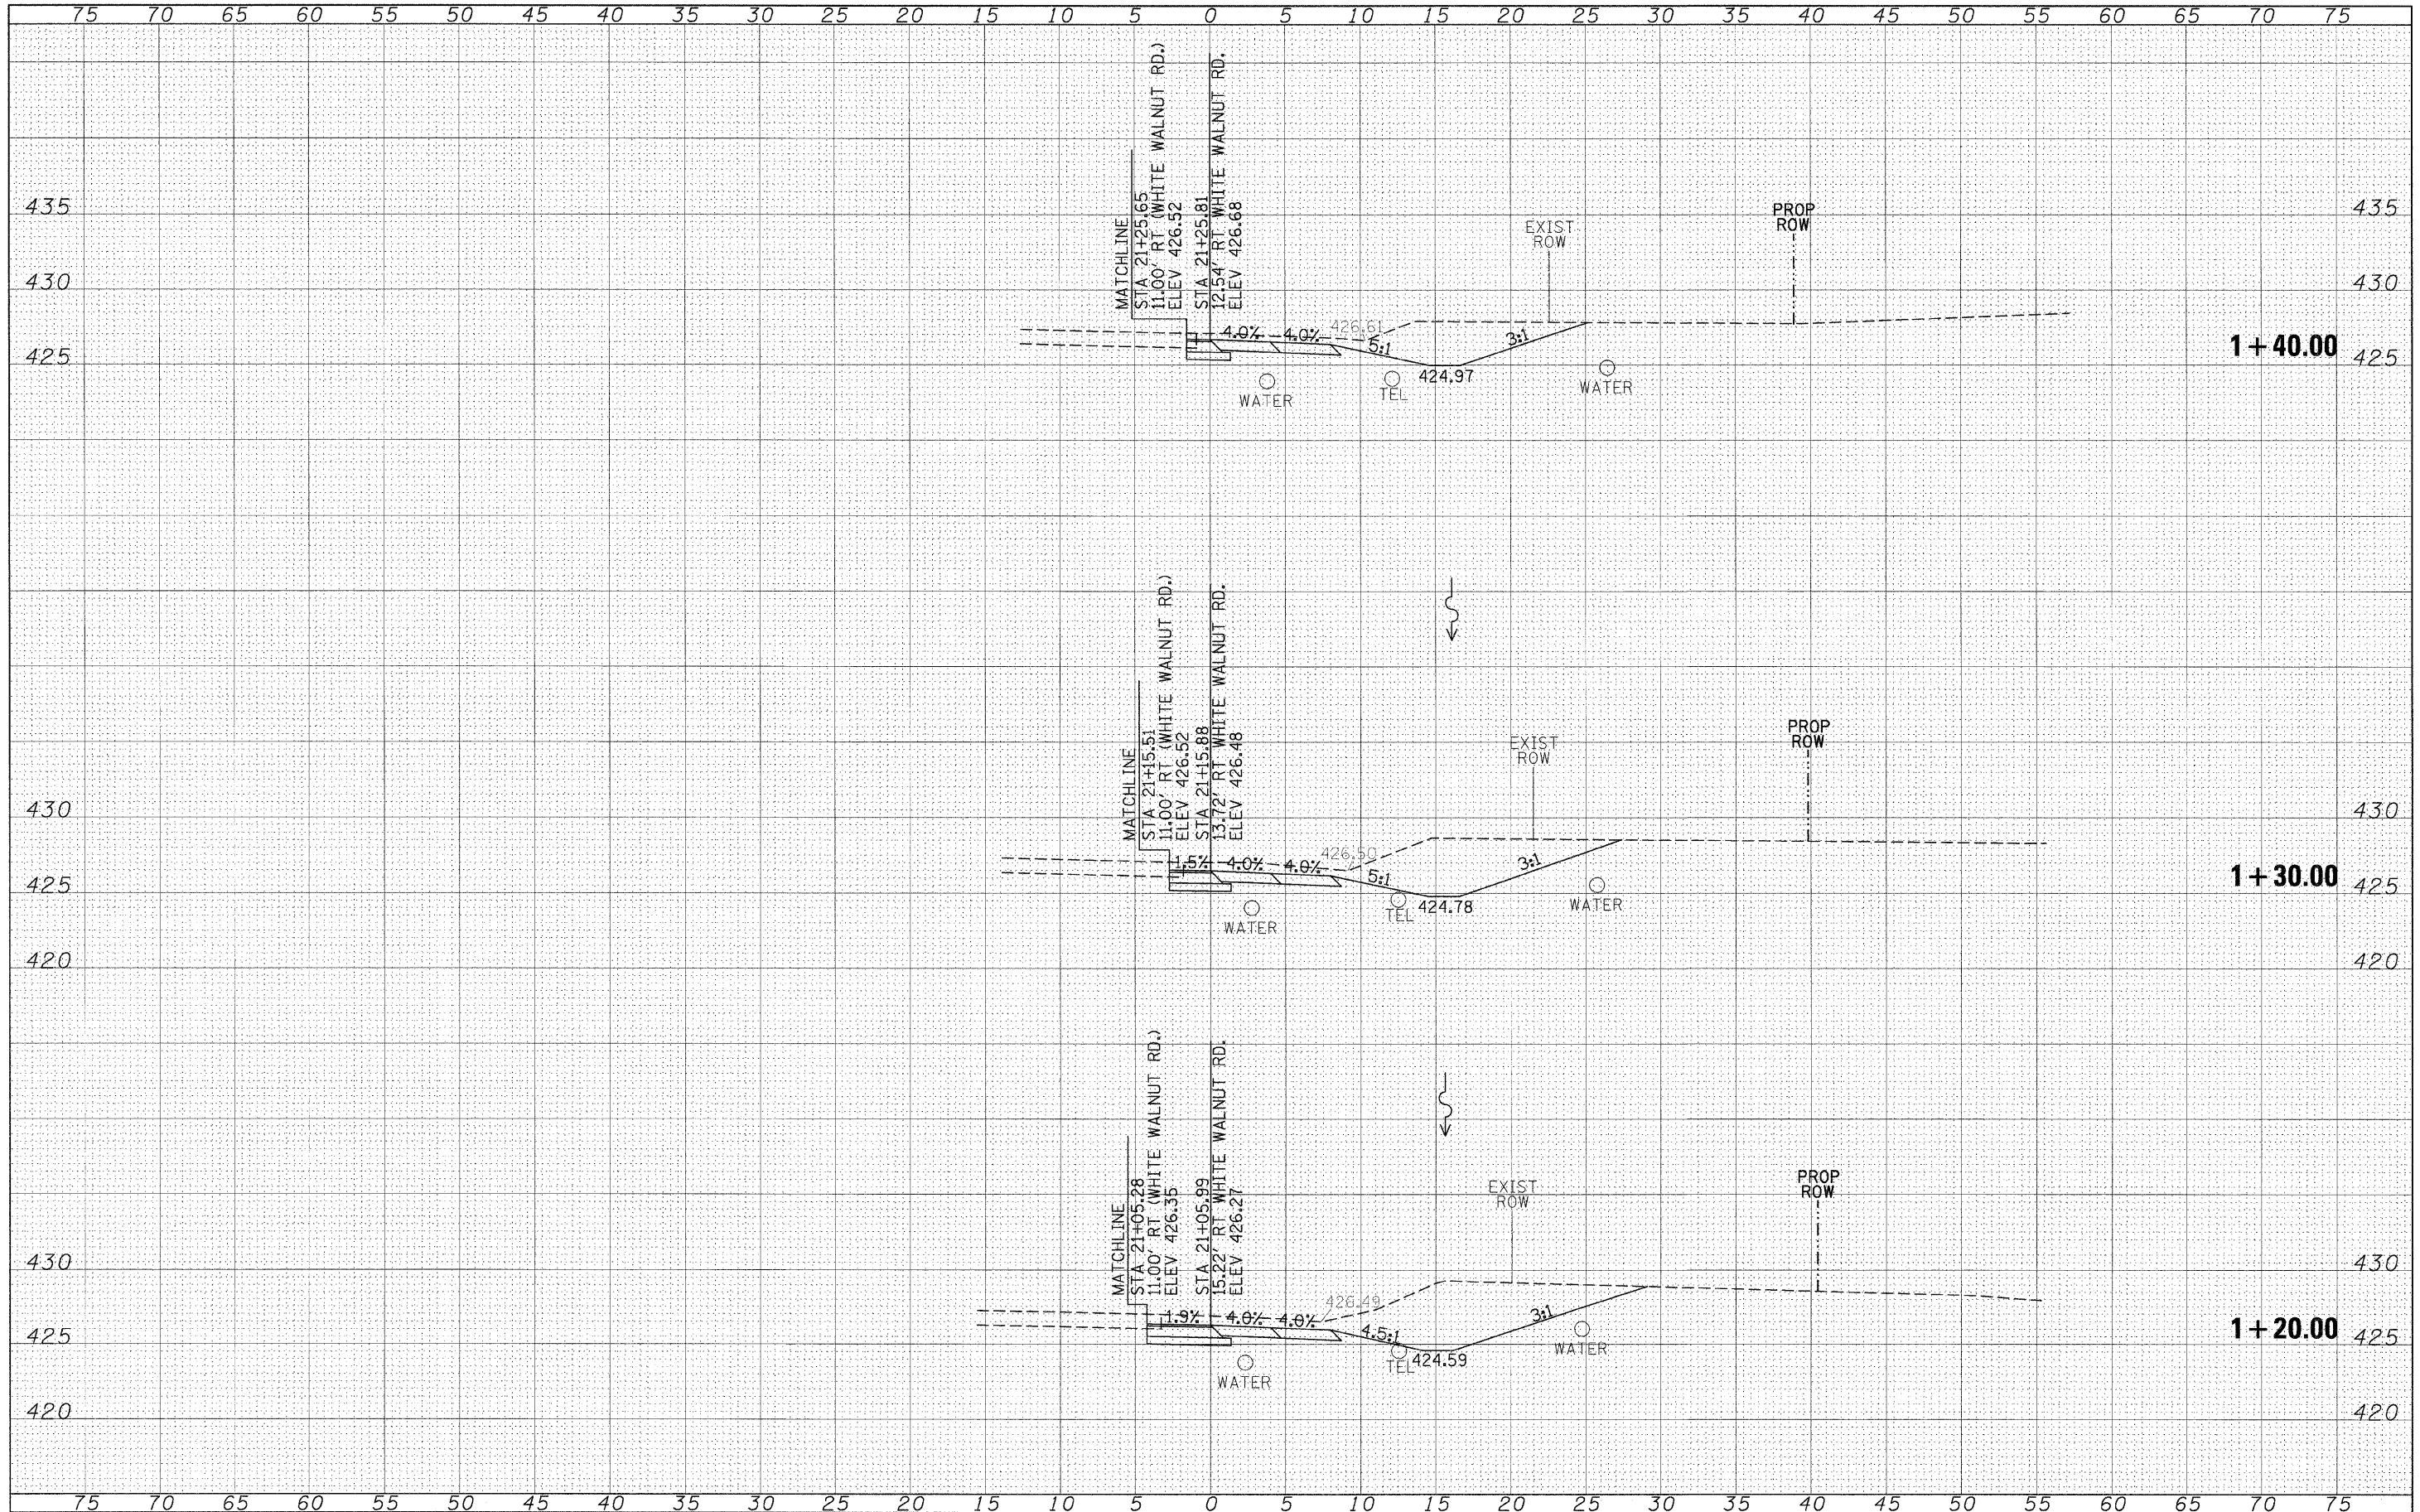 75 70 65 60 55 50 45 40 35 30 25 20 15 10 5 0 5 10 15 20 25 30 35 40 45 50 55 60 65 70 75
MATCHLINE
STA 21+25.65
11.00' RT (WHITE WALNUT RD.)
ELEV 426.52
STA 21+25.81
12.54' RT WHITE WALNUT RD.
ELEV 426.68
435
EXIST
ROW
PROP
ROW
435
430
430
4.0% 4.0% 426.61
5:1
3:1
1+40.00
425
424.97
425
WATER
TEL
WATER
MATCHLINE
STA 21+15.51
11.00' RT (WHITE WALNUT RD.)
ELEV 426.52
STA 21+15.88
13.72' RT WHITE WALNUT RD.
ELEV 426.48
EXIST
ROW
PROP
ROW
430
430
1.5% 4.0% 4.0% 426.50
5:1
3:1
1+30.00
425
424.78
425
WATER
TEL
WATER
420
420
MATCHLINE
STA 21+05.28
11.00' RT (WHITE WALNUT RD.)
ELEV 426.35
STA 21+05.99
15.22' RT WHITE WALNUT RD.
ELEV 426.27
EXIST
ROW
PROP
ROW
430
430
1.9% 4.0% 4.0% 426.49
4.5:1
3:1
1+20.00
425
424.59
425
WATER
TEL
WATER
420
420
75 70 65 60 55 50 45 40 35 30 25 20 15 10 5 0 5 10 15 20 25 30 35 40 45 50 55 60 65 70 75